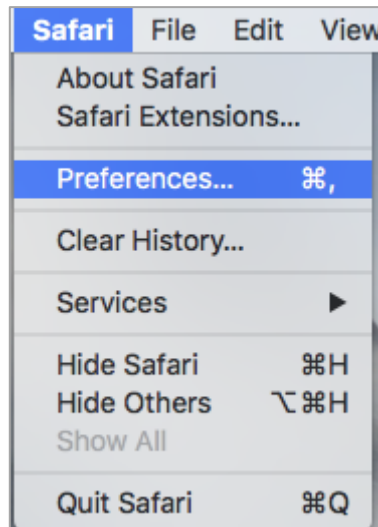 Safari File Edit View
About Safari
Safari Extensions...
Preferences... ⌘,
Clear History...
Services ▶
Hide Safari ⌘H
Hide Others ⌥⌘H
Show All
Quit Safari ⌘Q